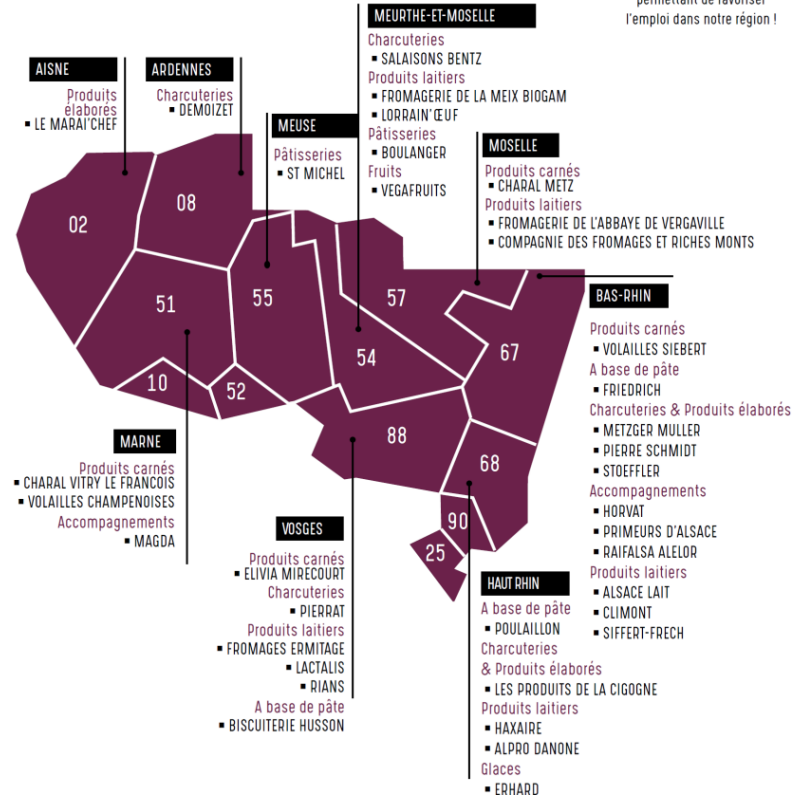 permettant de favoriser
l'emploi dans notre région !
MEURTHE-ET-MOSELLE
Charcuteries
▪ SALAISONS BENTZ
Produits laitiers
▪ FROMAGERIE DE LA MEIX BIOGAM
▪ LORRAIN'ŒUF
Pâtisseries
▪ BOULANGER
Fruits
▪ VEGAFRUITS
AISNE
Produits
élaborés
▪ LE MARAI'CHEF
ARDENNES
Charcuteries
▪ DEMOIZET
MEUSE
Pâtisseries
▪ ST MICHEL
MOSELLE
Produits carnés
▪ CHARAL METZ
Produits laitiers
▪ FROMAGERIE DE L'ABBAYE DE VERGAVILLE
▪ COMPAGNIE DES FROMAGES ET RICHES MONTS
02
08
51
55
57
54
67
10
52
88
68
90
25
BAS-RHIN
Produits carnés
▪ VOLAILLES SIEBERT
A base de pâte
▪ FRIEDRICH
Charcuteries & Produits élaborés
▪ METZGER MULLER
▪ PIERRE SCHMIDT
▪ STOEFFLER
Accompagnements
▪ HORVAT
▪ PRIMEURS D'ALSACE
▪ RAIFALSA ALELOR
Produits laitiers
▪ ALSACE LAIT
▪ CLIMONT
▪ SIFFERT-FRECH
MARNE
Produits carnés
▪ CHARAL VITRY LE FRANCOIS
▪ VOLAILLES CHAMPENOISES
Accompagnements
▪ MAGDA
VOSGES
Produits carnés
▪ ELIVIA MIRECOURT
Charcuteries
▪ PIERRAT
Produits laitiers
▪ FROMAGES ERMITAGE
▪ LACTALIS
▪ RIANS
A base de pâte
▪ BISCUITERIE HUSSON
HAUT RHIN
A base de pâte
▪ POULAILLON
Charcuteries
& Produits élaborés
▪ LES PRODUITS DE LA CIGOGNE
Produits laitiers
▪ HAXAIRE
▪ ALPRO DANONE
Glaces
▪ ERHARD